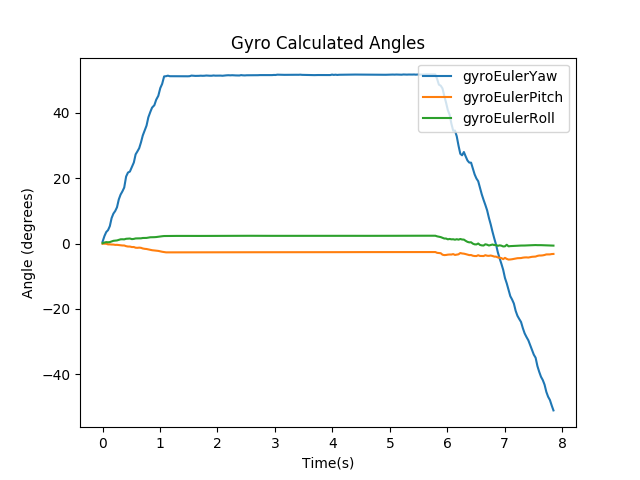 Gyro Calculated Angles
gyroEulerYaw
gyroEulerPitch
gyroEulerRoll
Angle (degrees)
40
20
0
−20
−40
0 1 2 3 4 5 6 7 8
Time(s)